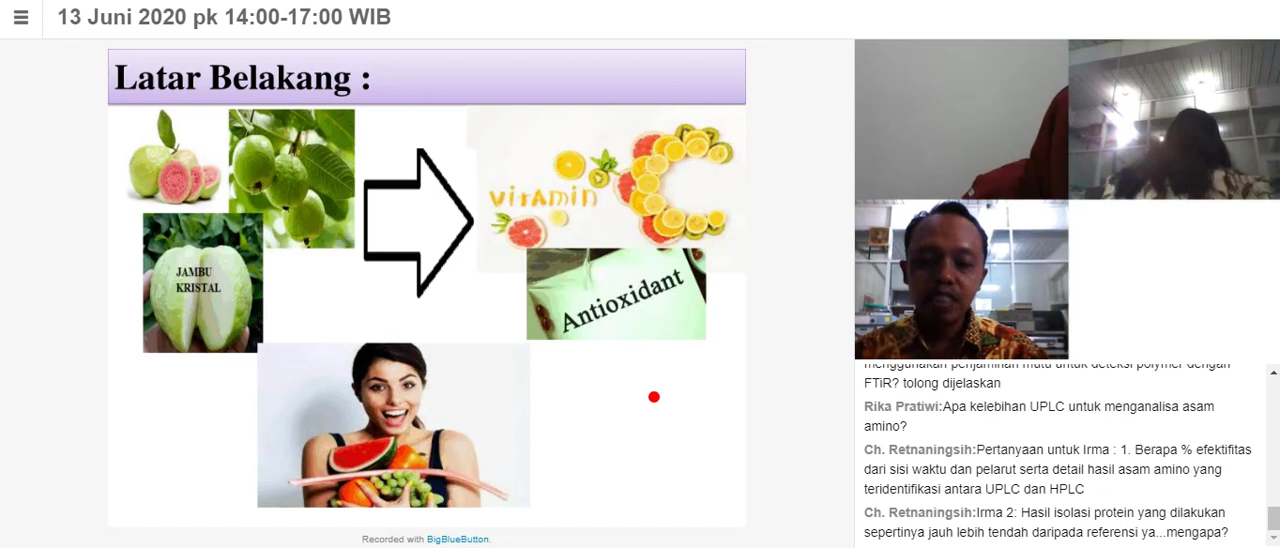 13 Juni 2020 pk 14:00-17:00 WIB
Latar Belakang :
vitamin C
JAMBU
KRISTAL
Antioxidant
menggunakan penjaminan mutu untuk deteksi polymer dengan
FTiR? tolong dijelaskan
Rika Pratiwi:Apa kelebihan UPLC untuk menganalisa asam
amino?
Ch. Retnaningsih:Pertanyaan untuk Irma : 1. Berapa % efektifitas
dari sisi waktu dan pelarut serta detail hasil asam amino yang
teridentifikasi antara UPLC dan HPLC
Ch. Retnaningsih:Irma 2: Hasil isolasi protein yang dilakukan
sepertinya jauh lebih tendah daripada referensi ya...mengapa?
Recorded with BigBlueButton.